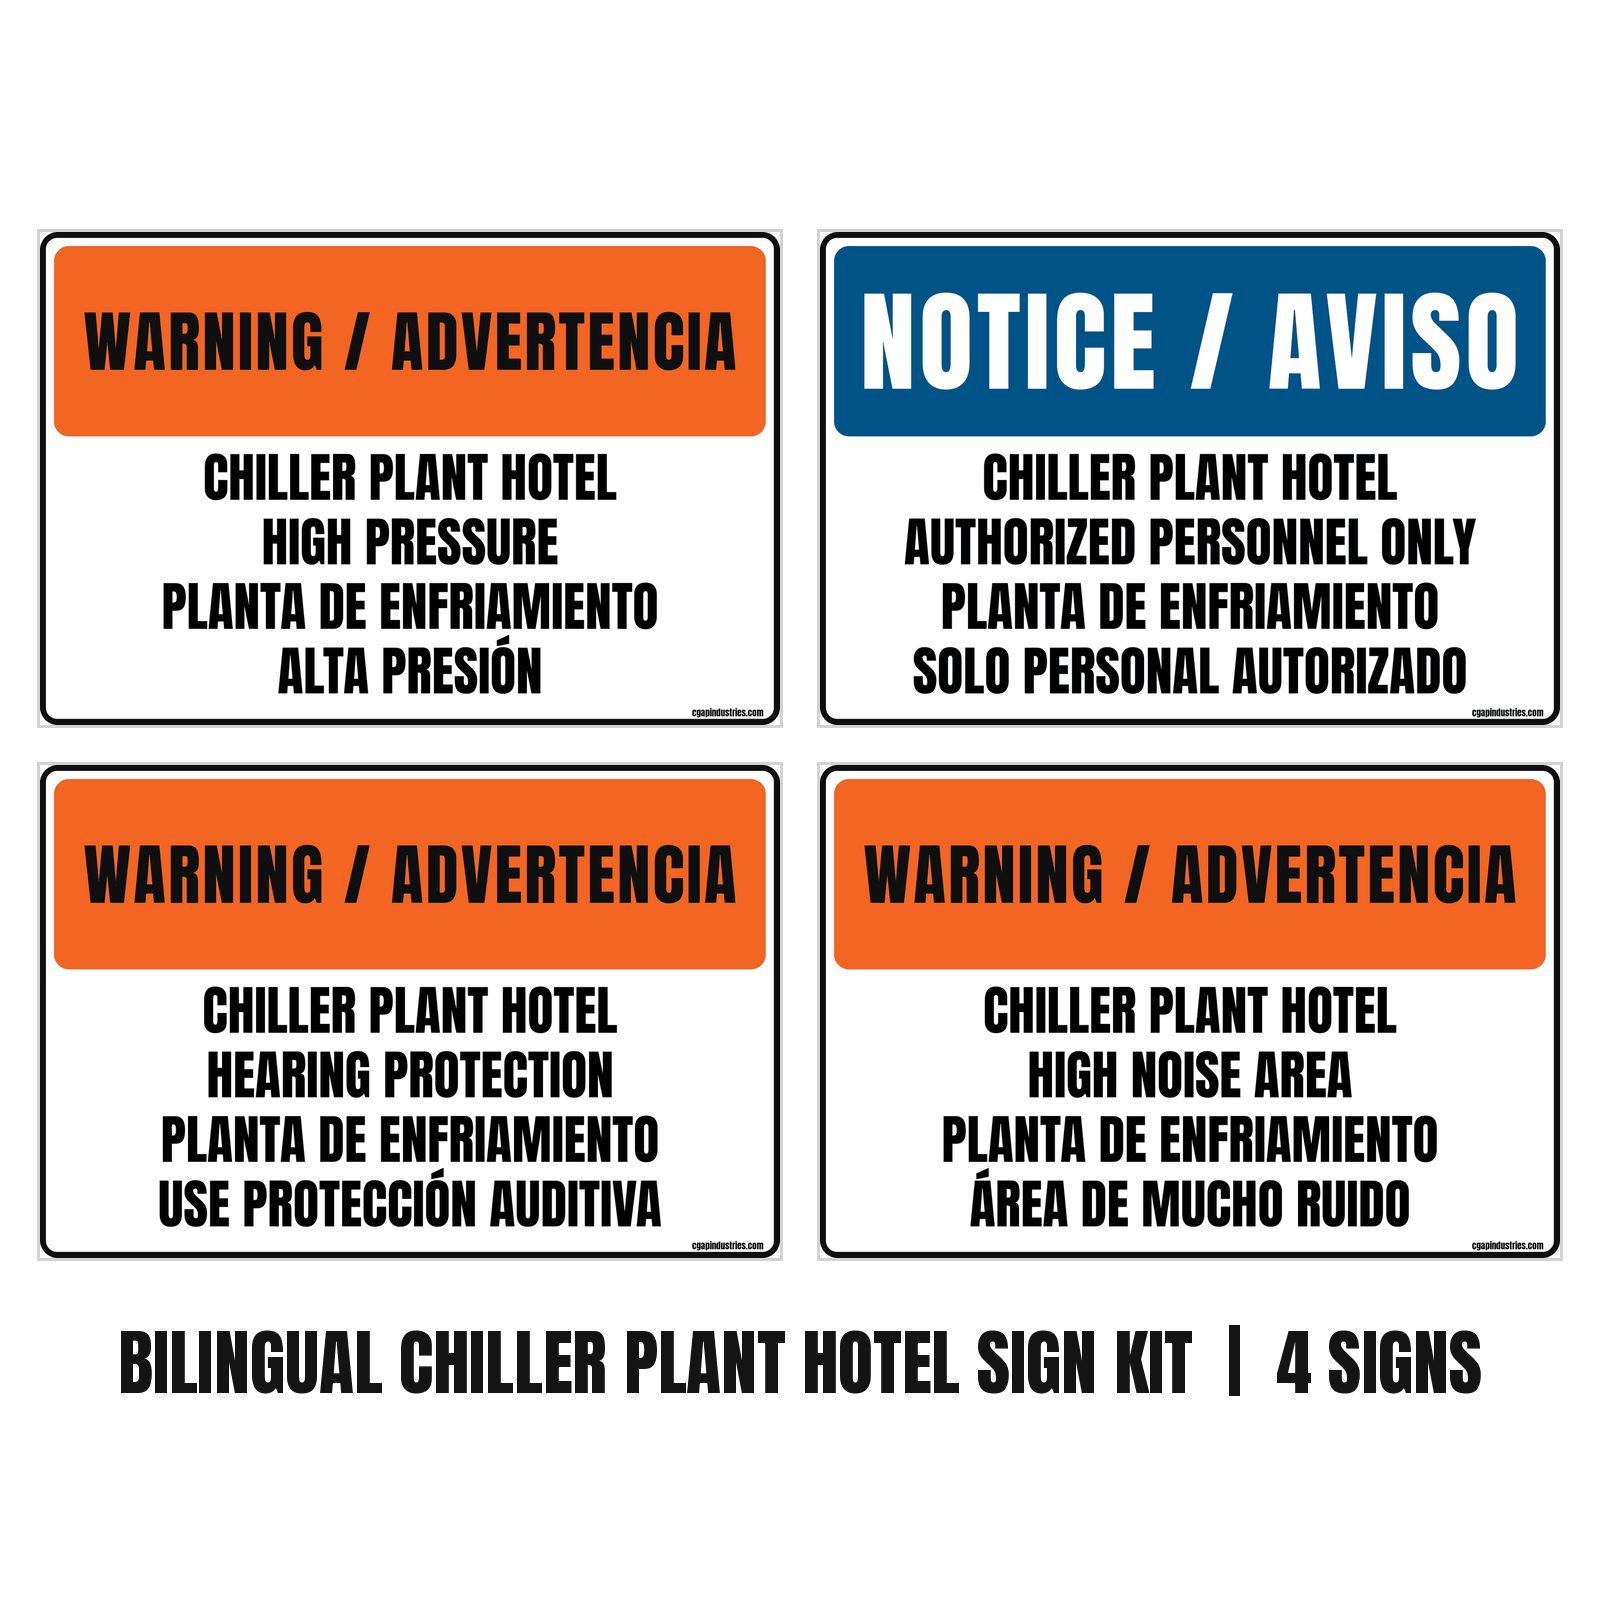 WARNING / ADVERTENCIA
CHILLER PLANT HOTEL
HIGH PRESSURE
PLANTA DE ENFRIAMIENTO
ALTA PRESIÓN
cgapindustries.com
NOTICE / AVISO
CHILLER PLANT HOTEL
AUTHORIZED PERSONNEL ONLY
PLANTA DE ENFRIAMIENTO
SOLO PERSONAL AUTORIZADO
cgapindustries.com
WARNING / ADVERTENCIA
CHILLER PLANT HOTEL
HEARING PROTECTION
PLANTA DE ENFRIAMIENTO
USE PROTECCIÓN AUDITIVA
cgapindustries.com
WARNING / ADVERTENCIA
CHILLER PLANT HOTEL
HIGH NOISE AREA
PLANTA DE ENFRIAMIENTO
ÁREA DE MUCHO RUIDO
cgapindustries.com
BILINGUAL CHILLER PLANT HOTEL SIGN KIT | 4 SIGNS